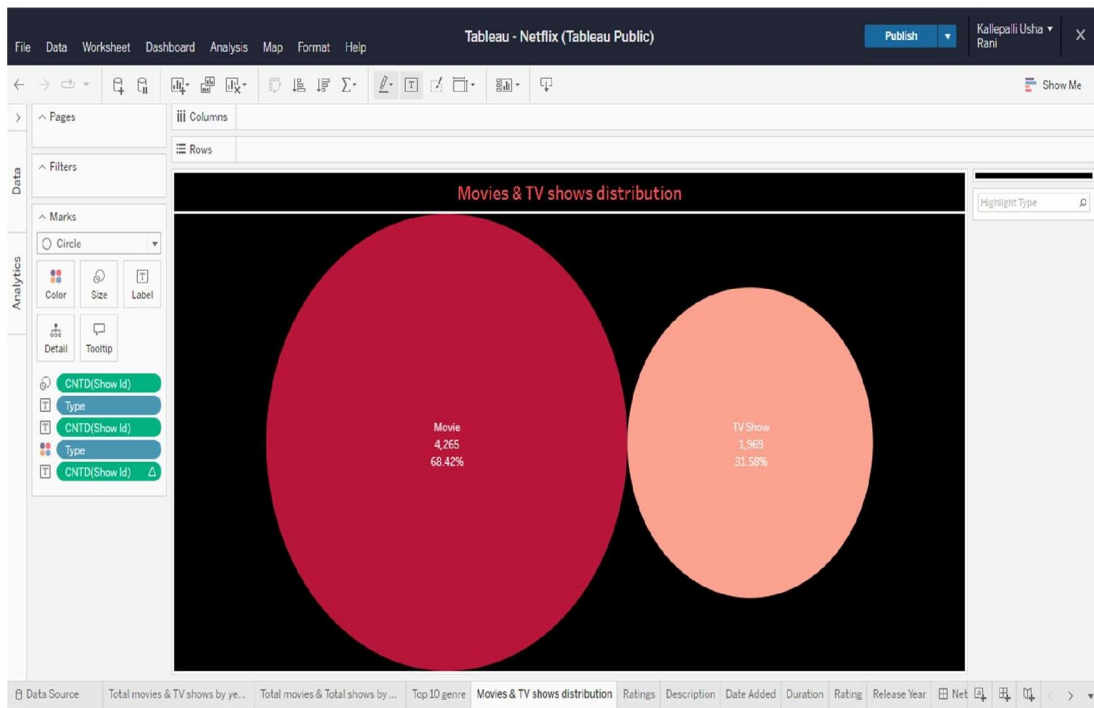 Tableau - Netflix (Tableau Public)
Publish
Kallepalli Usha Rani
File Data Worksheet Dashboard Analysis Map Format Help
Show Me
Pages
Columns
Rows
Filters
Data
Analytics
Marks
Circle
Color Size Label
Detail Tooltip
CNTD(Show Id)
Type
CNTD(Show Id)
Type
CNTD(Show Id)
Movies & TV shows distribution
Movie
4,265
68.42%
TV Show
1,969
31.58%
Highlight Type
Data Source Total movies & TV shows by ye... Total movies & Total shows by ... Top 10 genre Movies & TV shows distribution Ratings Description Date Added Duration Rating Release Year Net